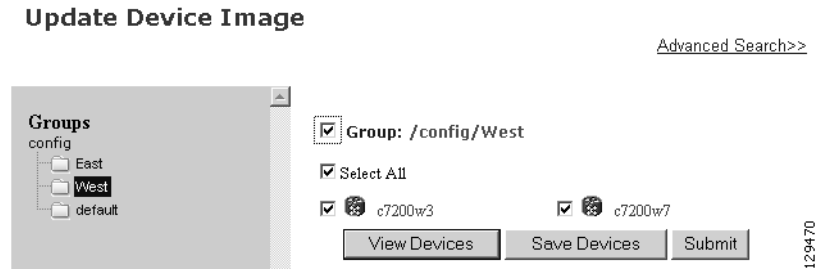 Update Device Image
Advanced Search>>
Groups
config
East
West
default
Group: /config/West
Select All
c7200w3 c7200w7
View Devices Save Devices Submit
129470